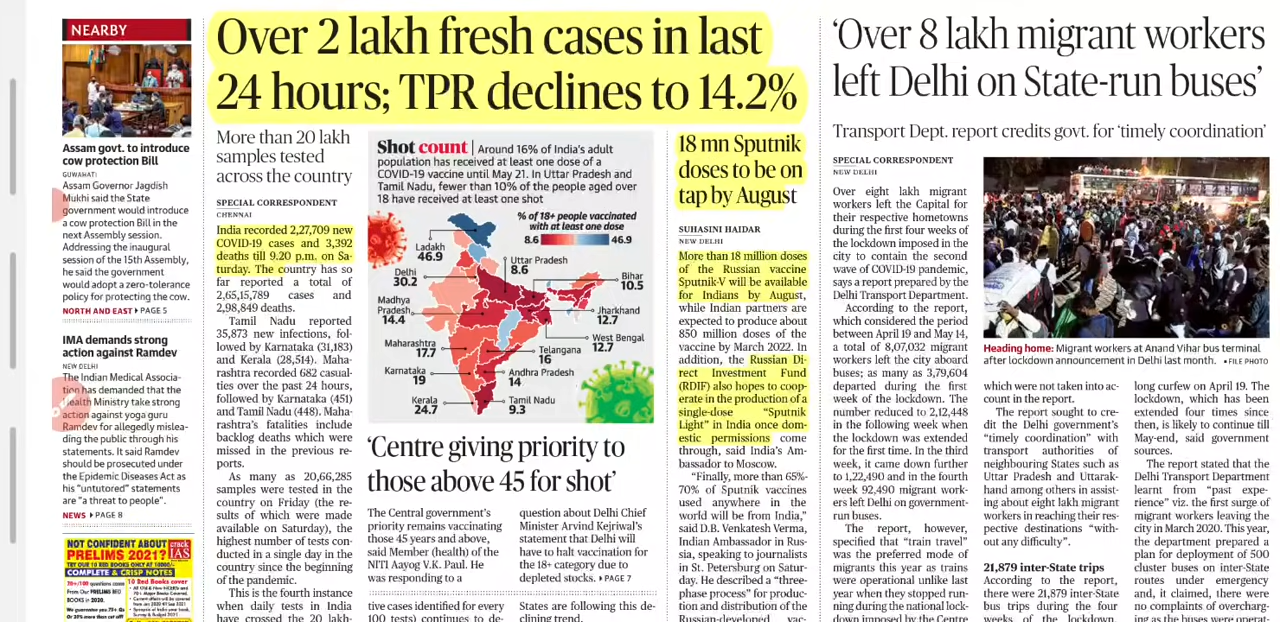 NEARBY
Assam govt. to introduce
cow protection Bill
GUWAHATI
Assam Governor Jagdish
Mukhi said the State
government would introduce
a cow protection Bill in the
next Assembly session.
Addressing the inaugural
session of the 15th Assembly,
he said the government
would adopt a zero-tolerance
policy for protecting the cow.
NORTH AND EAST ▶ PAGE 5
IMA demands strong
action against Ramdev
NEW DELHI
The Indian Medical Associa-
tion has demanded that the
Health Ministry take strong
action against yoga guru
Ramdev for allegedly mislea-
ding the public through his
statements. It said Ramdev
should be prosecuted under
the Epidemic Diseases Act as
his "untutored" statements
are "a threat to people".
NEWS ▶ PAGE 8
NOT CONFIDENT ABOUT
PRELIMS 2021?
crack
IAS
TRY OUR 10 RED BOOKS ONLY AT 10000/-
COMPLETE & CRISP NOTES
Over 2 lakh fresh cases in last
24 hours; TPR declines to 14.2%
More than 20 lakh
samples tested
across the country
SPECIAL CORRESPONDENT
CHENNAI
India recorded 2,27,709 new
COVID-19 cases and 3,392
deaths till 9.20 p.m. on Sa-
turday. The country has so
far reported a total of
2,65,15,789 cases and
2,98,849 deaths.
Tamil Nadu reported
35,873 new infections, fol-
lowed by Karnataka (31,183)
and Kerala (28,514). Maha-
rashtra recorded 682 casual-
ties over the past 24 hours,
followed by Karnataka (451)
and Tamil Nadu (448). Maha-
rashtra's fatalities include
backlog deaths which were
missed in the previous re-
ports.
As many as 20,66,285
samples were tested in the
country on Friday (the re-
sults of which were made
available on Saturday), the
highest number of tests con-
ducted in a single day in the
country since the beginning
of the pandemic.
This is the fourth instance
when daily tests in India
have crossed the 20 lakh-
Shot count | Around 16% of India's adult
population has received at least one dose of a
COVID-19 vaccine until May 21. In Uttar Pradesh and
Tamil Nadu, fewer than 10% of the people aged over
18 have received at least one shot
% of 18+ people vaccinated
with at least one dose
8.6 46.9
Ladakh
46.9
Uttar Pradesh
8.6
Delhi
30.2
Bihar
10.5
Madhya
Pradesh
14.4
Jharkhand
12.7
West Bengal
12.7
Maharashtra
17.7
Telangana
16
Karnataka
19
Andhra Pradesh
14
Kerala
24.7
Tamil Nadu
9.3
'Centre giving priority to
those above 45 for shot'
The Central government's
priority remains vaccinating
those 45 years and above,
said Member (health) of the
NITI Aayog V.K. Paul. He
was responding to a
question about Delhi Chief
Minister Arvind Kejriwal's
statement that Delhi will
have to halt vaccination for
the 18+ category due to
depleted stocks. ▶ PAGE 7
tive cases identified for every
100 tests) continues to de-
States are following this de-
clining trend.
18 mn Sputnik
doses to be on
tap by August
SUHASINI HAIDAR
NEW DELHI
More than 18 million doses
of the Russian vaccine
Sputnik-V will be available
for Indians by August,
while Indian partners are
expected to produce about
850 million doses of the
vaccine by March 2022. In
addition, the Russian Di-
rect Investment Fund
(RDIF) also hopes to coop-
erate in the production of a
single-dose "Sputnik
Light" in India once do-
mestic permissions come
through, said India's Am-
bassador to Moscow.
"Finally, more than 65%-
70% of Sputnik vaccines
used anywhere in the
world will be from India,"
said D.B. Venkatesh Verma,
Indian Ambassador in Rus-
sia, speaking to journalists
in St. Petersburg on Satur-
day. He described a "three-
phase process" for produc-
tion and distribution of the
Russian-developed vac-
'Over 8 lakh migrant workers
left Delhi on State-run buses'
Transport Dept. report credits govt. for 'timely coordination'
SPECIAL CORRESPONDENT
NEW DELHI
Over eight lakh migrant
workers left the Capital for
their respective hometowns
during the first four weeks of
the lockdown imposed in the
city to contain the second
wave of COVID-19 pandemic,
says a report prepared by the
Delhi Transport Department.
According to the report,
which considered the period
between April 19 and May 14,
a total of 8,07,032 migrant
workers left the city aboard
buses; as many as 3,79,604
departed during the first
week of the lockdown. The
number reduced to 2,12,448
in the following week when
the lockdown was extended
for the first time. In the third
week, it came down further
to 1,22,490 and in the fourth
week 92,490 migrant work-
ers left Delhi on government-
run buses.
The report, however,
specified that "train travel"
was the preferred mode of
migrants this year as trains
were operational unlike last
year when they stopped run-
ning during the national lock-
down imposed by the Centre
Heading home: Migrant workers at Anand Vihar bus terminal
after lockdown announcement in Delhi last month. ▪ FILE PHOTO
which were not taken into ac-
count in the report.
The report sought to cre-
dit the Delhi government's
"timely coordination" with
transport authorities of
neighbouring States such as
Uttar Pradesh and Uttarak-
hand among others in assist-
ing about eight lakh migrant
workers in reaching their res-
pective destinations "with-
out any difficulty".
21,879 inter-State trips
According to the report,
there were 21,879 inter-State
bus trips during the four
weeks of the lockdown,
long curfew on April 19. The
lockdown, which has been
extended four times since
then, is likely to continue till
May-end, said government
sources.
The report stated that the
Delhi Transport Department
learnt from "past expe-
rience" viz. the first surge of
migrant workers leaving the
city in March 2020. This year,
the department prepared a
plan for deployment of 500
cluster buses on inter-State
routes under emergency
and, it claimed, there were
no complaints of overcharg-
ing as the buses were operat-